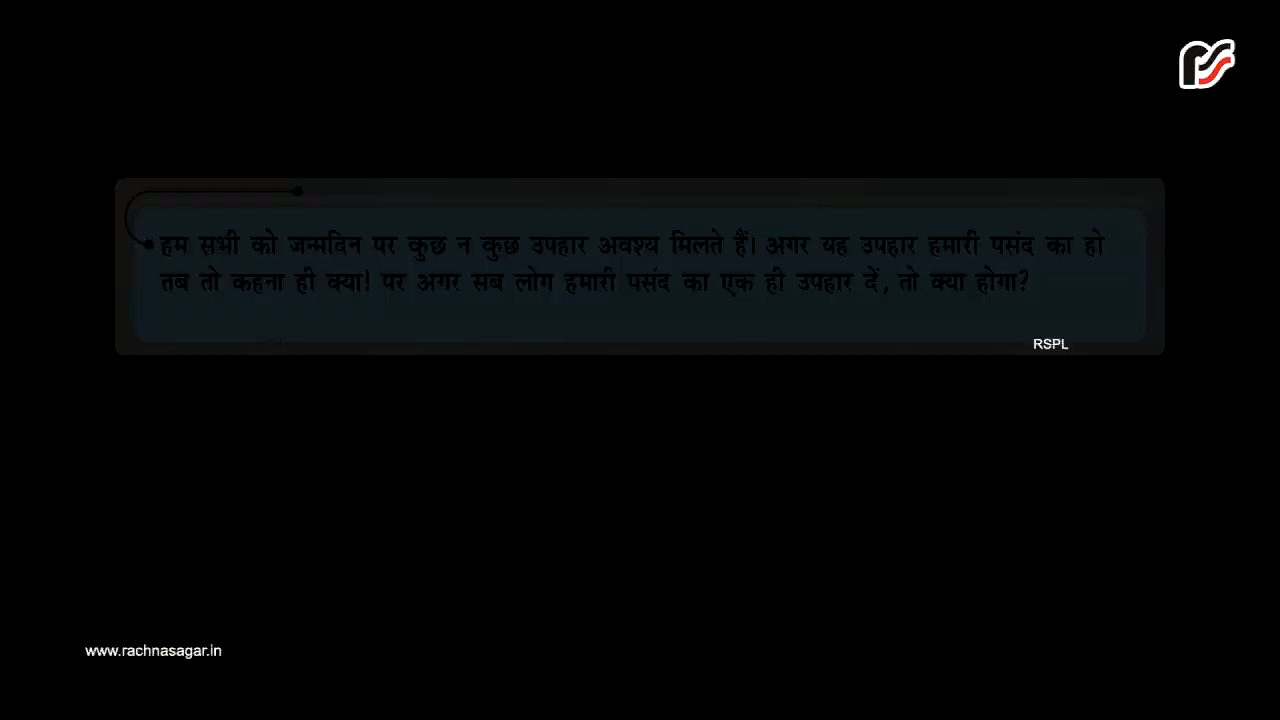 हम सभी को जन्मदिन पर कुछ न कुछ उपहार अवश्य मिलते हैं। अगर यह उपहार हमारी पसंद का हो
तब तो कहना ही क्या! पर अगर सब लोग हमारी पसंद का एक ही उपहार दें, तो क्या होगा?
RSPL
www.rachnasagar.in